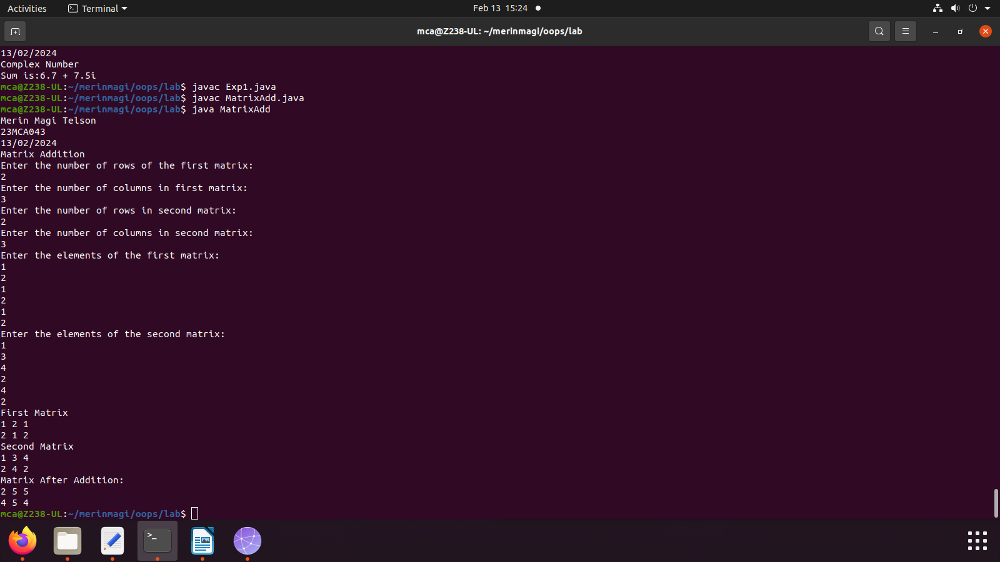 Activities Terminal Feb 13 15:24
mca@Z238-UL: ~/merinmagi/oops/lab
13/02/2024
Complex Number
Sum is:6.7 + 7.5i
mca@Z238-UL:~/merinmagi/oops/lab$ javac Exp1.java
mca@Z238-UL:~/merinmagi/oops/lab$ javac MatrixAdd.java
mca@Z238-UL:~/merinmagi/oops/lab$ java MatrixAdd
Merin Magi Telson
23MCA043
13/02/2024
Matrix Addition
Enter the number of rows of the first matrix:
2
Enter the number of columns in first matrix:
3
Enter the number of rows in second matrix:
2
Enter the number of columns in second matrix:
3
Enter the elements of the first matrix:
1
2
1
2
1
2
Enter the elements of the second matrix:
1
3
4
2
4
2
First Matrix
1 2 1
2 1 2
Second Matrix
1 3 4
2 4 2
Matrix After Addition:
2 5 5
4 5 4
mca@Z238-UL:~/merinmagi/oops/lab$